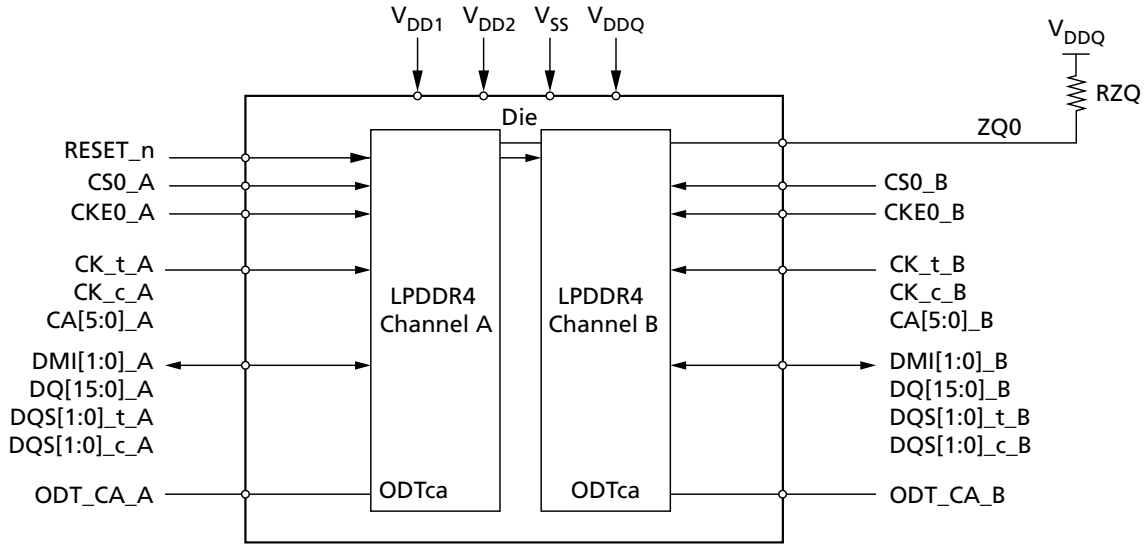 VDD1 VDD2 VSS VDDQ
VDDQ
RZQ
Die
ZQ0
RESET_n
CS0_A
CKE0_A
CK_t_A
CK_c_A
CA[5:0]_A
DMI[1:0]_A
DQ[15:0]_A
DQS[1:0]_t_A
DQS[1:0]_c_A
ODT_CA_A
LPDDR4
Channel A
ODTca
LPDDR4
Channel B
ODTca
CS0_B
CKE0_B
CK_t_B
CK_c_B
CA[5:0]_B
DMI[1:0]_B
DQ[15:0]_B
DQS[1:0]_t_B
DQS[1:0]_c_B
ODT_CA_B